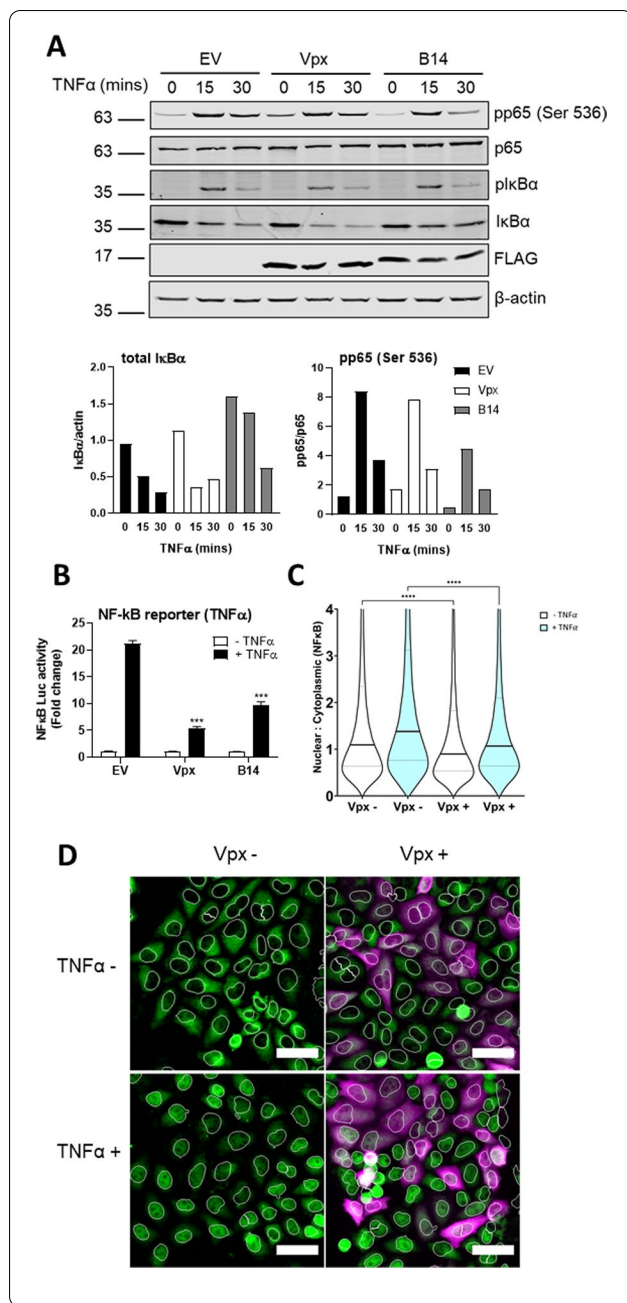 A
EV Vpx B14
TNFα (mins) 0 15 30 0 15 30 0 15 30
63 pp65 (Ser 536)
63 p65
35 pIκBα
35 IκBα
17 FLAG
35 β-actin
total IκBα
IκBα/actin
2.0
1.5
1.0
0.5
0.0
0 15 30 0 15 30 0 15 30
TNFα (mins)
pp65 (Ser 536)
pp65/p65
10
8
6
4
2
0
EV
Vpx
B14
0 15 30 0 15 30 0 15 30
TNFα (mins)
B
NF-kB reporter (TNFα)
NFκB Luc activity
(Fold change)
25
20
15
10
5
0
- TNFα
+ TNFα
*** ***
EV Vpx B14
C
Nuclear : Cytoplasmic (NFκB)
4
3
2
1
0
****
****
- TNFα
+ TNFα
Vpx - Vpx - Vpx + Vpx +
D
Vpx - Vpx +
TNFα -
TNFα +